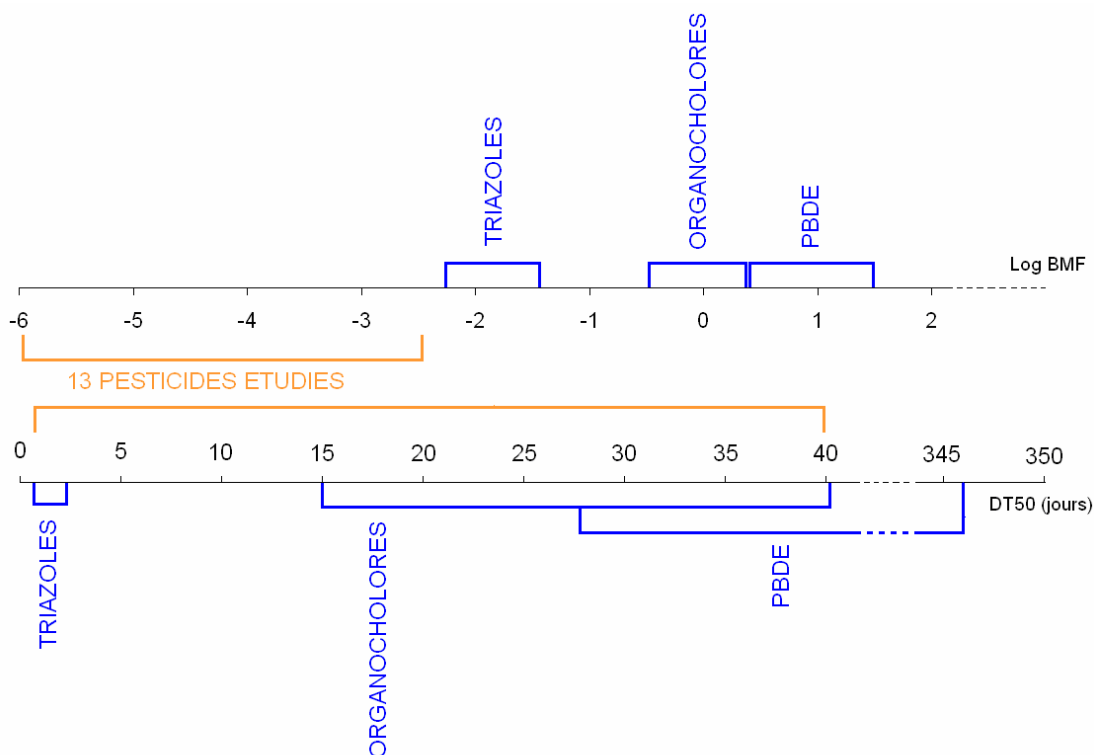 TRIAZOLES
ORGANOCHOLORES
PBDE
Log BMF
-6 -5 -4 -3 -2 -1 0 1 2
13 PESTICIDES ETUDIES
0 5 10 15 20 25 30 35 40 345 350
DT50 (jours)
TRIAZOLES
ORGANOCHOLORES
PBDE